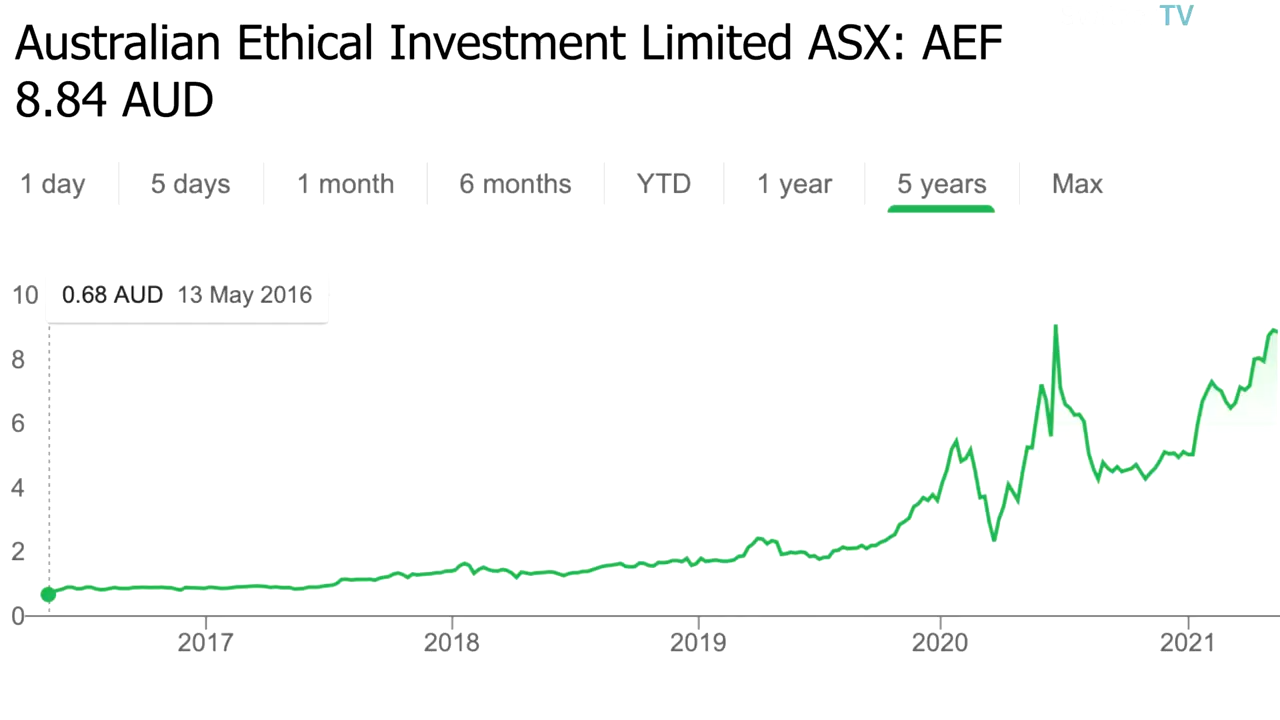 TV
Australian Ethical Investment Limited ASX: AEF
8.84 AUD
1 day 5 days 1 month 6 months YTD 1 year 5 years Max
10 0.68 AUD 13 May 2016
8
6
4
2
0
2017 2018 2019 2020 2021